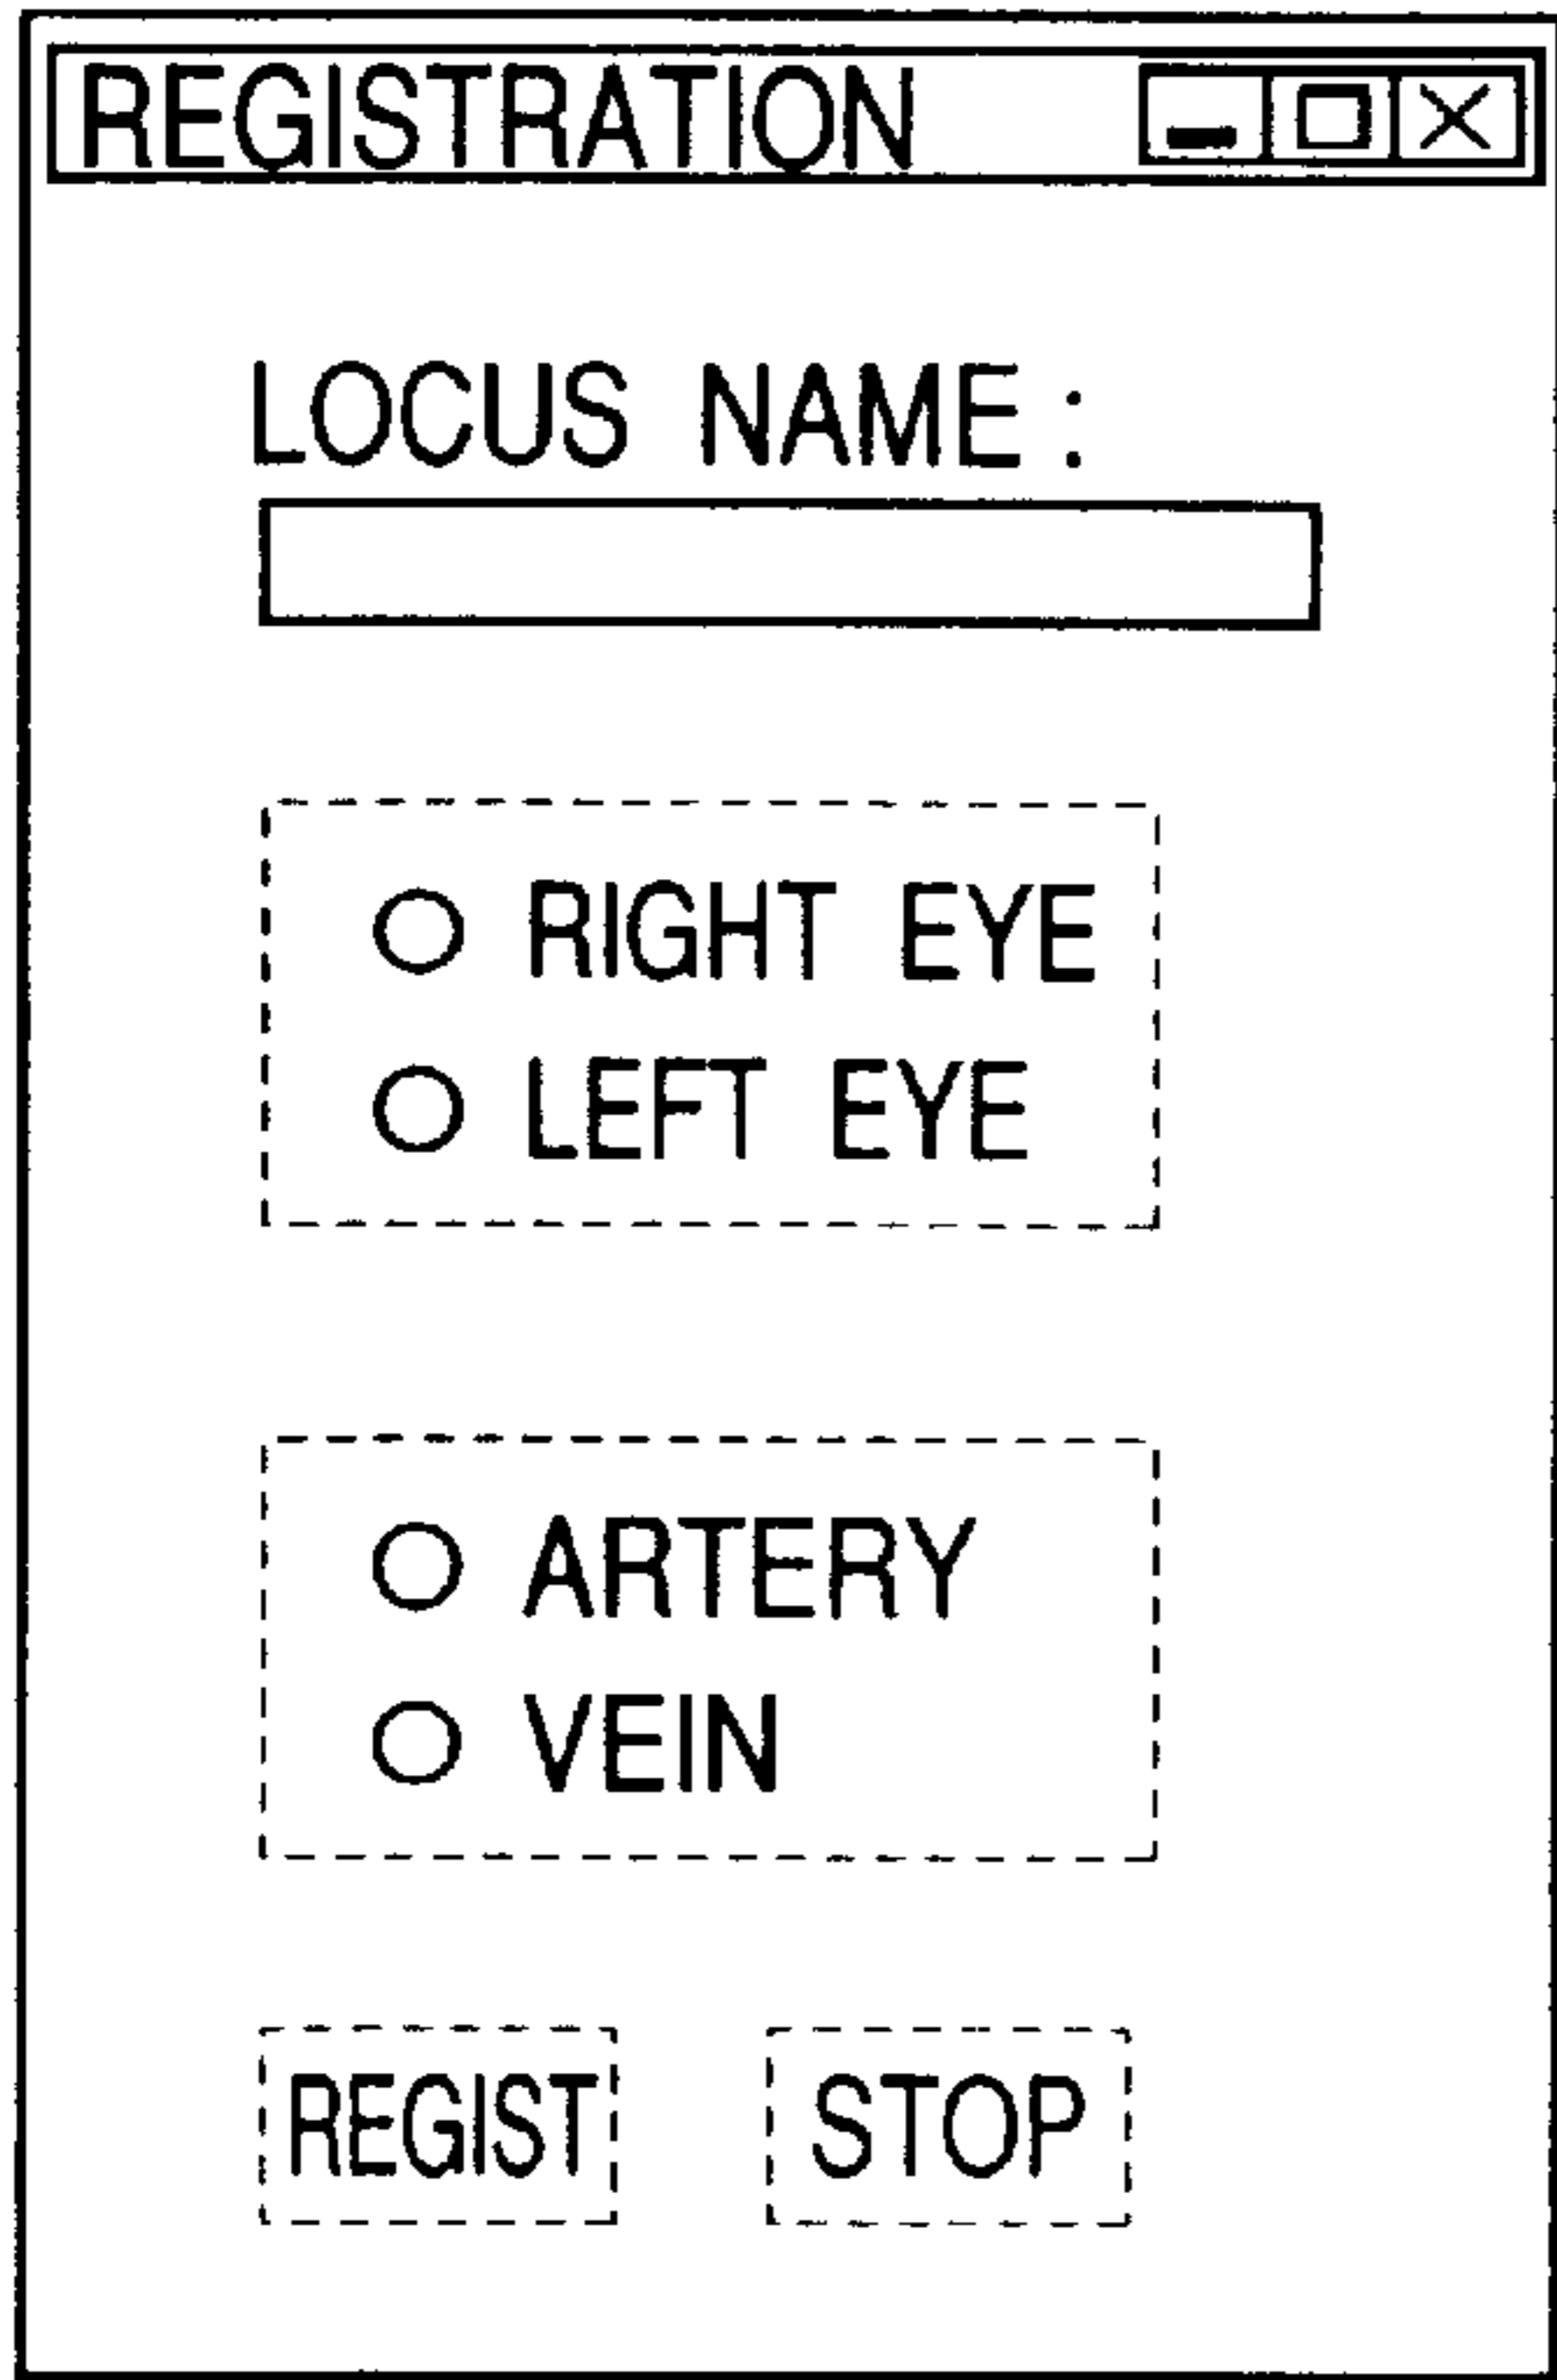 REGISTRATION
LOCUS NAME :
RIGHT EYE
LEFT EYE
ARTERY
VEIN
REGIST STOP